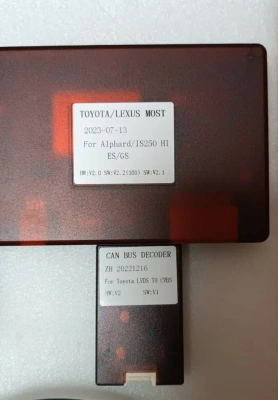 TOYOTA/LEXUS MOST
2023-07-13
For Alphard/IS250 H1
ES/GS
HW:V2.0 SW:V2.2(180) SW:V2.1
CAN BUS DECODER
ZH 20221216
For Toyota LVDS TO CVBS
HW:V2 SW:V1